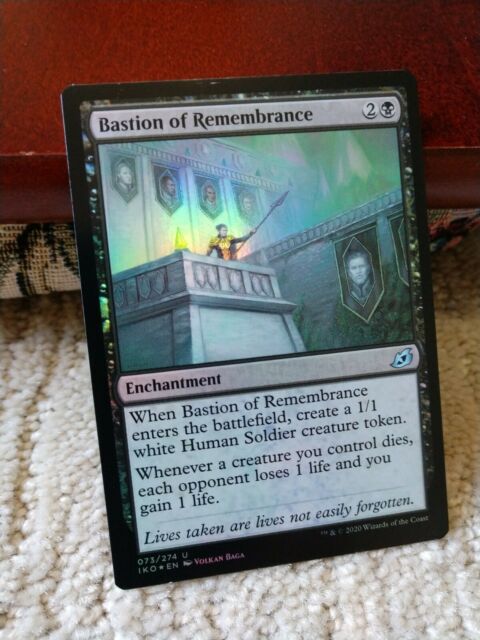 Bastion of Remembrance 2
Enchantment
When Bastion of Remembrance
enters the battlefield, create a 1/1
white Human Soldier creature token.
Whenever a creature you control dies,
each opponent loses 1 life and you
gain 1 life.
Lives taken are lives not easily forgotten.
073/274 U
IKO★EN VOLKAN BAGA
™ & © 2020 Wizards of the Coast